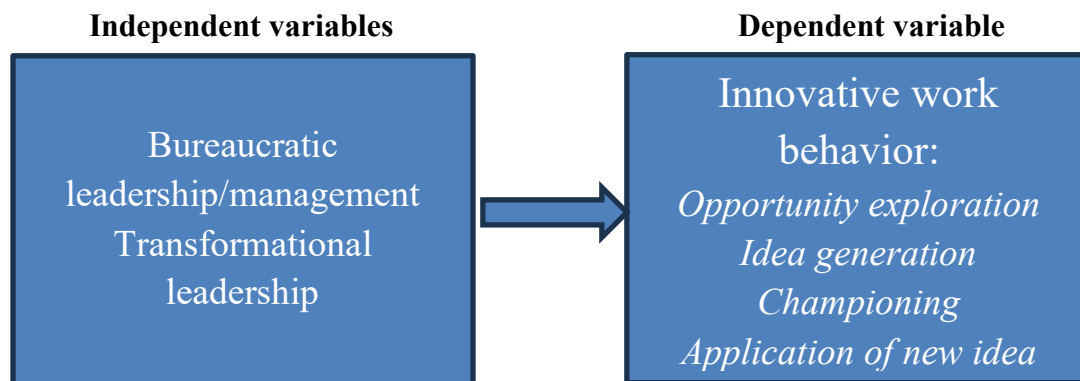 Independent variables
Dependent variable
Bureaucratic
leadership/management
Transformational
leadership
Innovative work
behavior:
Opportunity exploration
Idea generation
Championing
Application of new idea